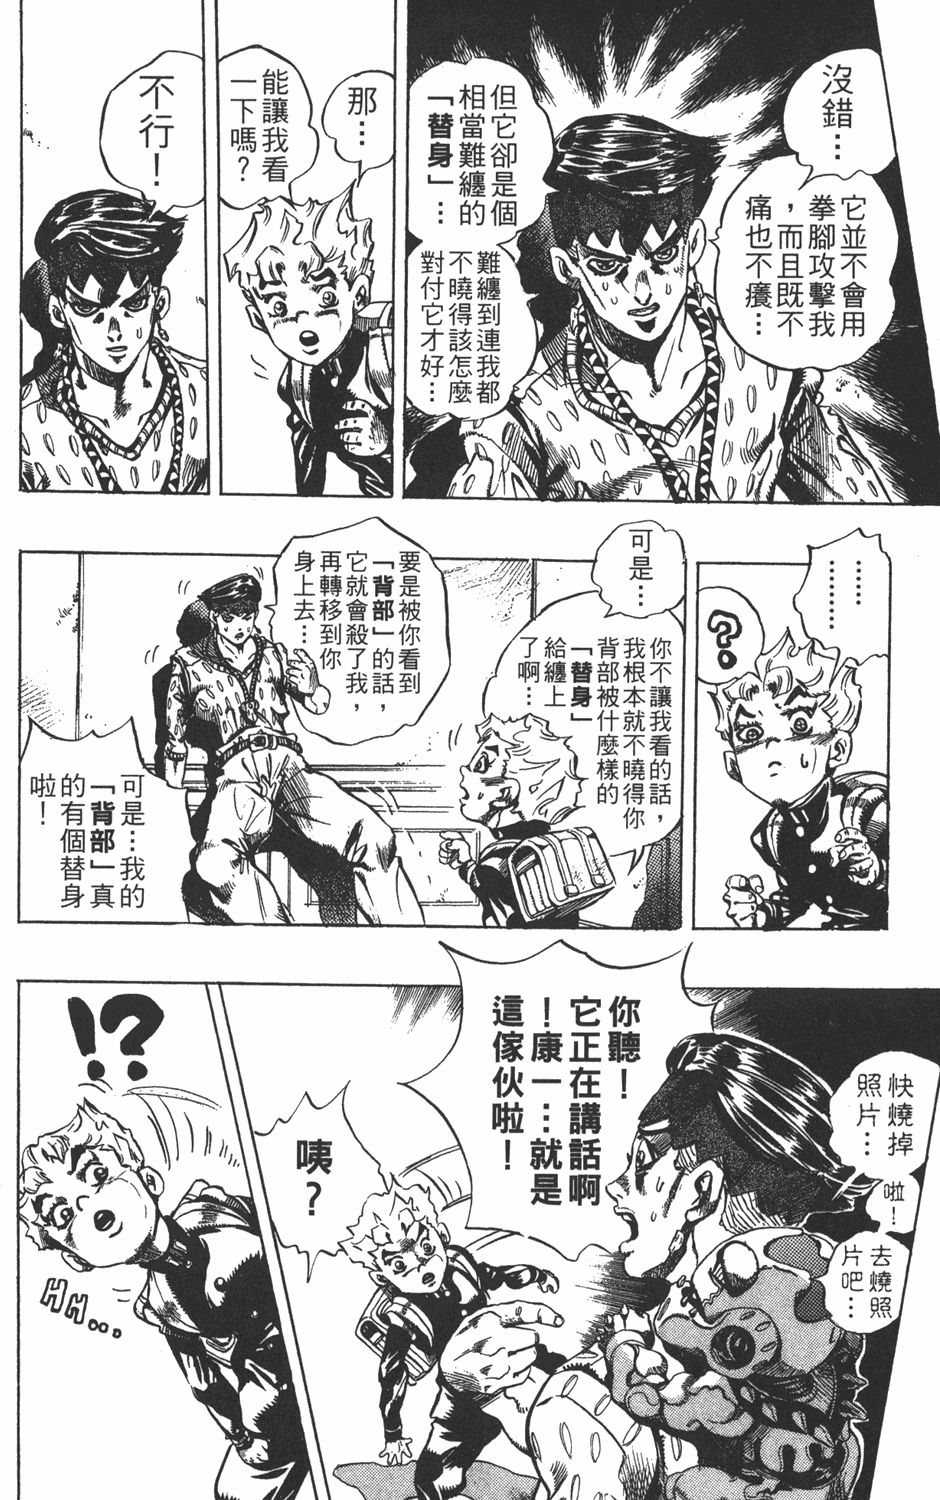 沒錯⋯
它並不會用
拳腳攻擊我
，而且既不
痛也不癢⋯
但它卻是個
相當難纏的
「替身」⋯
難纏到連我都
不曉得該怎麼
對付它才好⋯
那⋯
能讓我看
一下嗎？
不行！
⋯⋯
⋯⋯⋯
?
可是⋯
你不讓我看的話，
我根本就不曉得你
背部被什麼樣的
「替身」
給纏上
了啊⋯
要是被你看到
「背部」的話，
它就會殺了我，
再轉移到你
身上去⋯
可是⋯我的
「背部」真
的有個替身
啦！
快燒掉
照片⋯
啦！
去燒照
片吧⋯
你聽！
它正在講話啊
！康一⋯就是
這傢伙啦！
咦？
!?
HH...